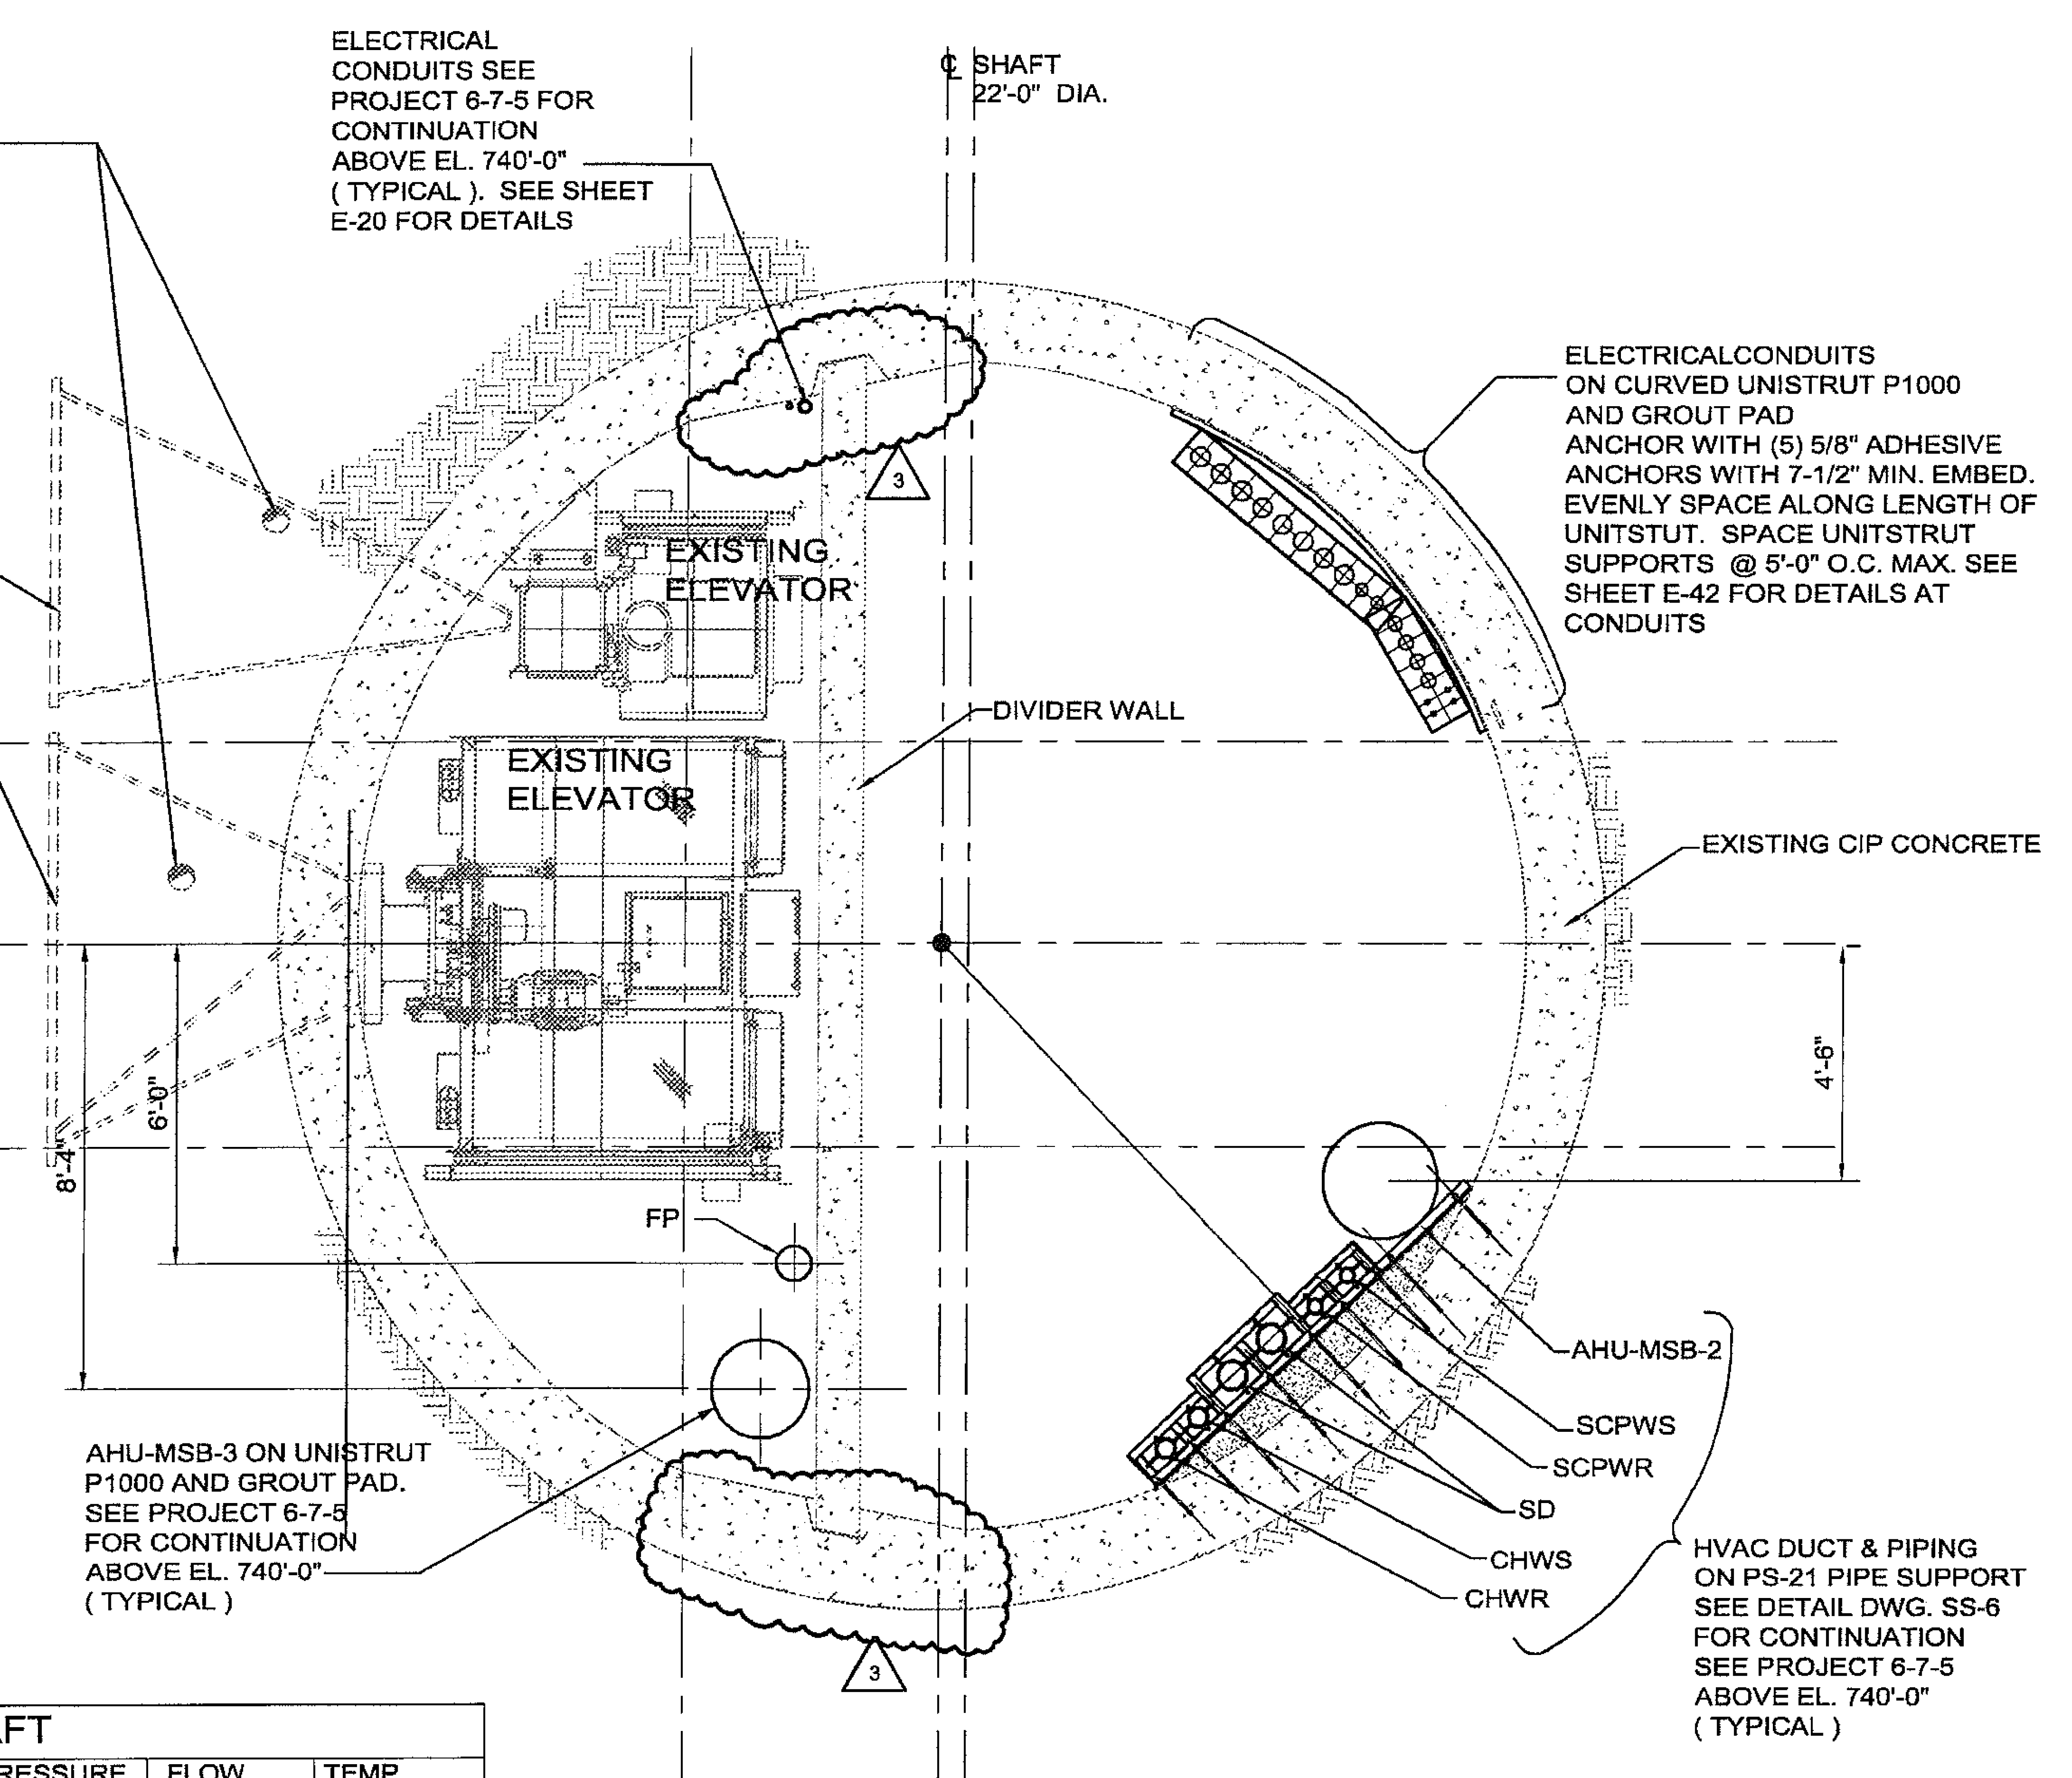 ELECTRICAL
CONDUITS SEE
PROJECT 6-7-5 FOR
CONTINUATION
ABOVE EL. 740'-0"
( TYPICAL ). SEE SHEET
E-20 FOR DETAILS
℄ SHAFT
22'-0" DIA.
ELECTRICALCONDUITS
ON CURVED UNISTRUT P1000
AND GROUT PAD
ANCHOR WITH (5) 5/8" ADHESIVE
ANCHORS WITH 7-1/2" MIN. EMBED.
EVENLY SPACE ALONG LENGTH OF
UNITSTUT. SPACE UNITSTRUT
SUPPORTS @ 5'-0" O.C. MAX. SEE
SHEET E-42 FOR DETAILS AT
CONDUITS
3
EXISTING
ELEVATOR
DIVIDER WALL
EXISTING
ELEVATOR
EXISTING CIP CONCRETE
4'-6"
6'-0"
8'-4"
FP
AHU-MSB-2
SCPWS
SCPWR
SD
CHWS
CHWR
AHU-MSB-3 ON UNISTRUT
P1000 AND GROUT PAD.
SEE PROJECT 6-7-5
FOR CONTINUATION
ABOVE EL. 740'-0"
( TYPICAL )
HVAC DUCT & PIPING
ON PS-21 PIPE SUPPORT
SEE DETAIL DWG. SS-6
FOR CONTINUATION
SEE PROJECT 6-7-5
ABOVE EL. 740'-0"
( TYPICAL )
3
AFT
RESSURE FLOW TEMP